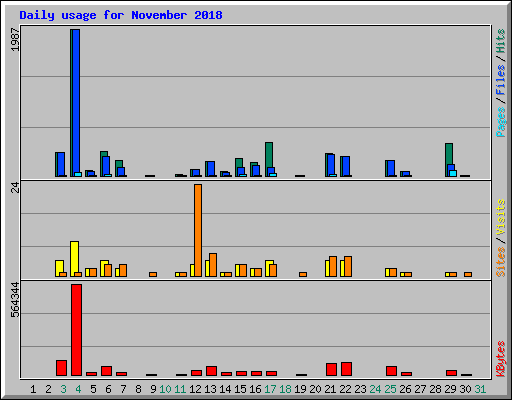 Daily usage for November 2018
1987
24
564344
Pages / Files / Hits
Sites / Visits
KBytes
1 2 3 4 5 6 7 8 9 10 11 12 13 14 15 16 17 18 19 20 21 22 23 24 25 26 27 28 29 30 31